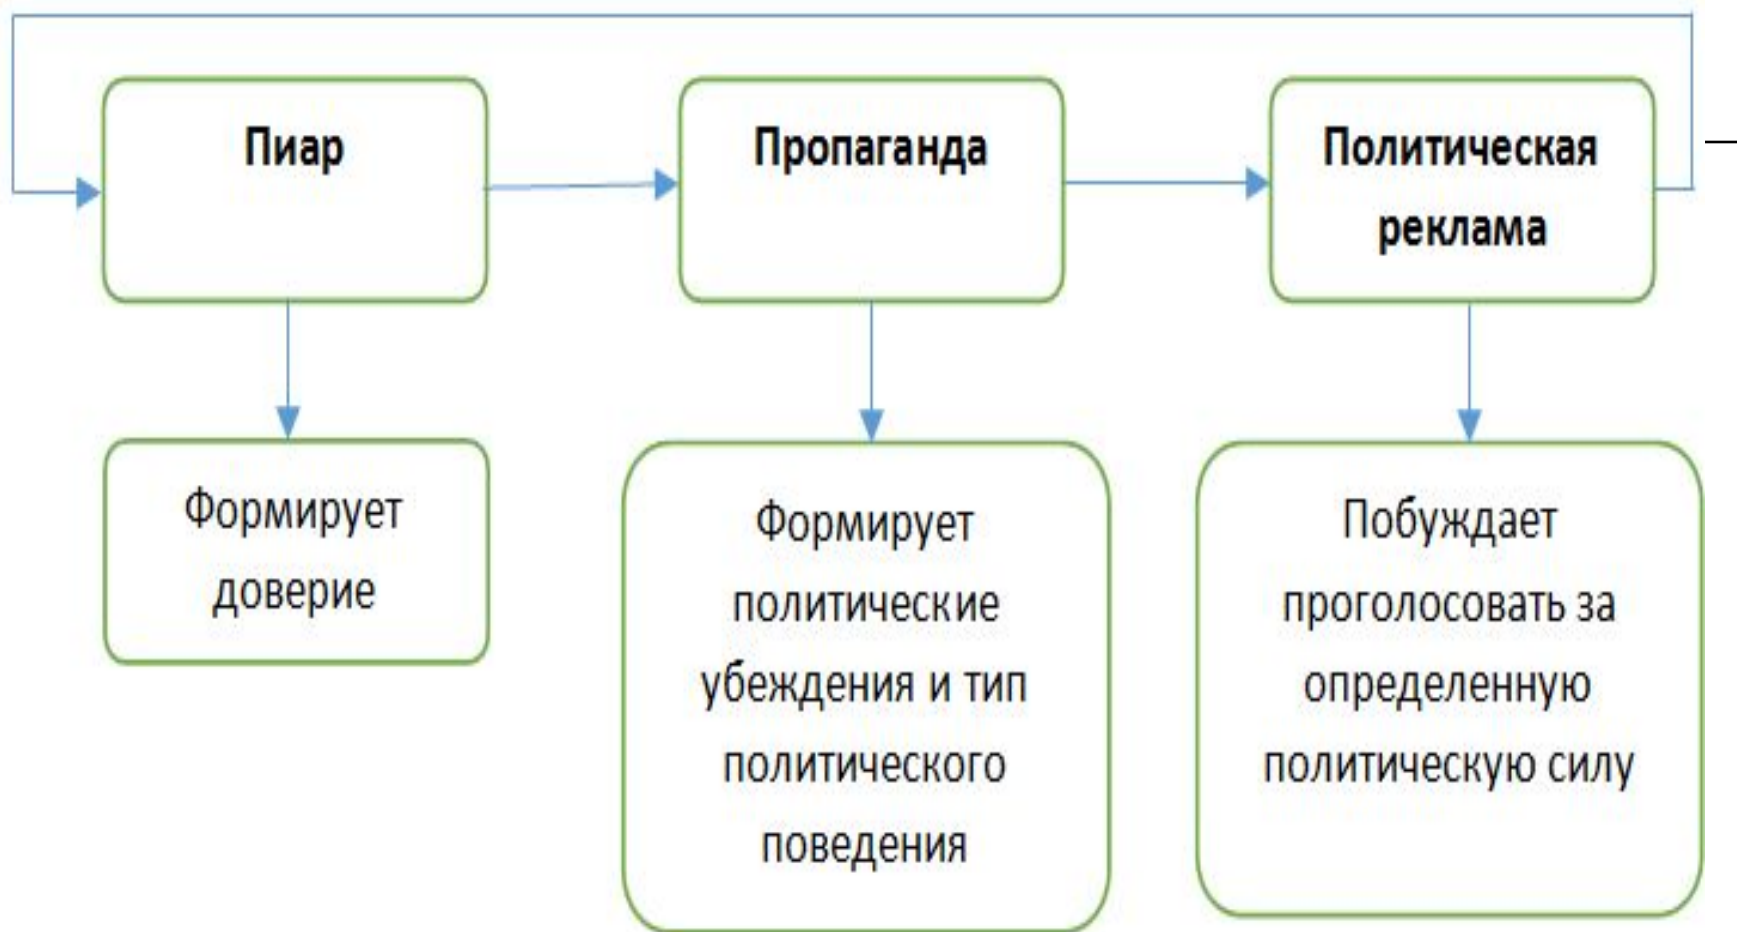 Пиар
Пропаганда
Политическая
реклама
Формирует
доверие
Формирует
политические
убеждения и тип
политического
поведения
Побуждает
проголосовать за
определенную
политическую силу